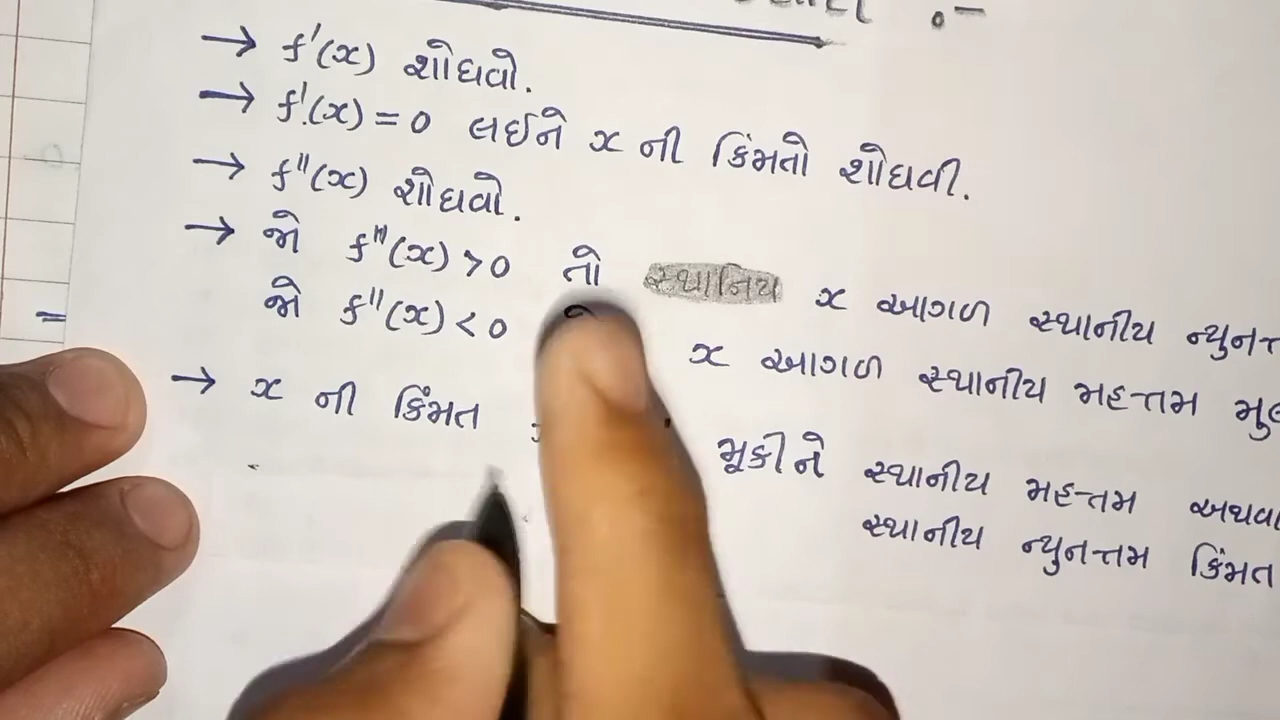 → f'(x) શોધવો.
→ f'(x) = 0 લઈને x ની કિંમતો શોધવી.
→ f''(x) શોધવો.
→ જો f'''(x) > 0 તો સ્થાનિય x આગળ સ્થાનીય
જો f''(x) < 0 x આગળ સ્થાનીય મહત્તમ
→ x ની કિંમત મૂકીને સ્થાનીય મહત્તમ અથવા
સ્થાનીય ન્યુનત્તમ કિંમત